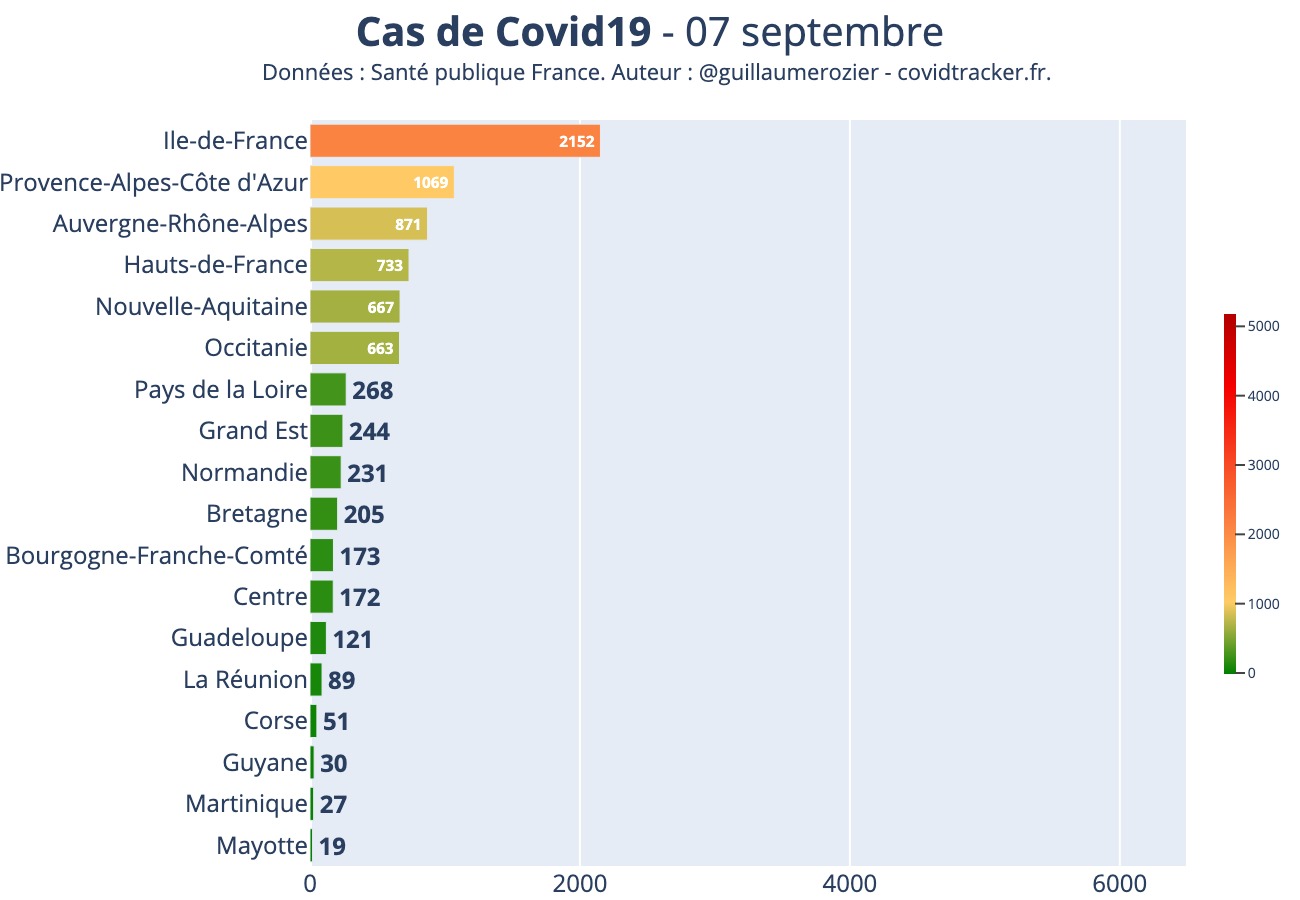 Cas de Covid19 - 07 septembre
Données : Santé publique France. Auteur : @guillaumerozier - covidtracker.fr.
Ile-de-France 2152
Provence-Alpes-Côte d'Azur 1069
Auvergne-Rhône-Alpes 871
Hauts-de-France 733
Nouvelle-Aquitaine 667
Occitanie 663
Pays de la Loire 268
Grand Est 244
Normandie 231
Bretagne 205
Bourgogne-Franche-Comté 173
Centre 172
Guadeloupe 121
La Réunion 89
Corse 51
Guyane 30
Martinique 27
Mayotte 19
0 2000 4000 6000
5000
4000
3000
2000
1000
0